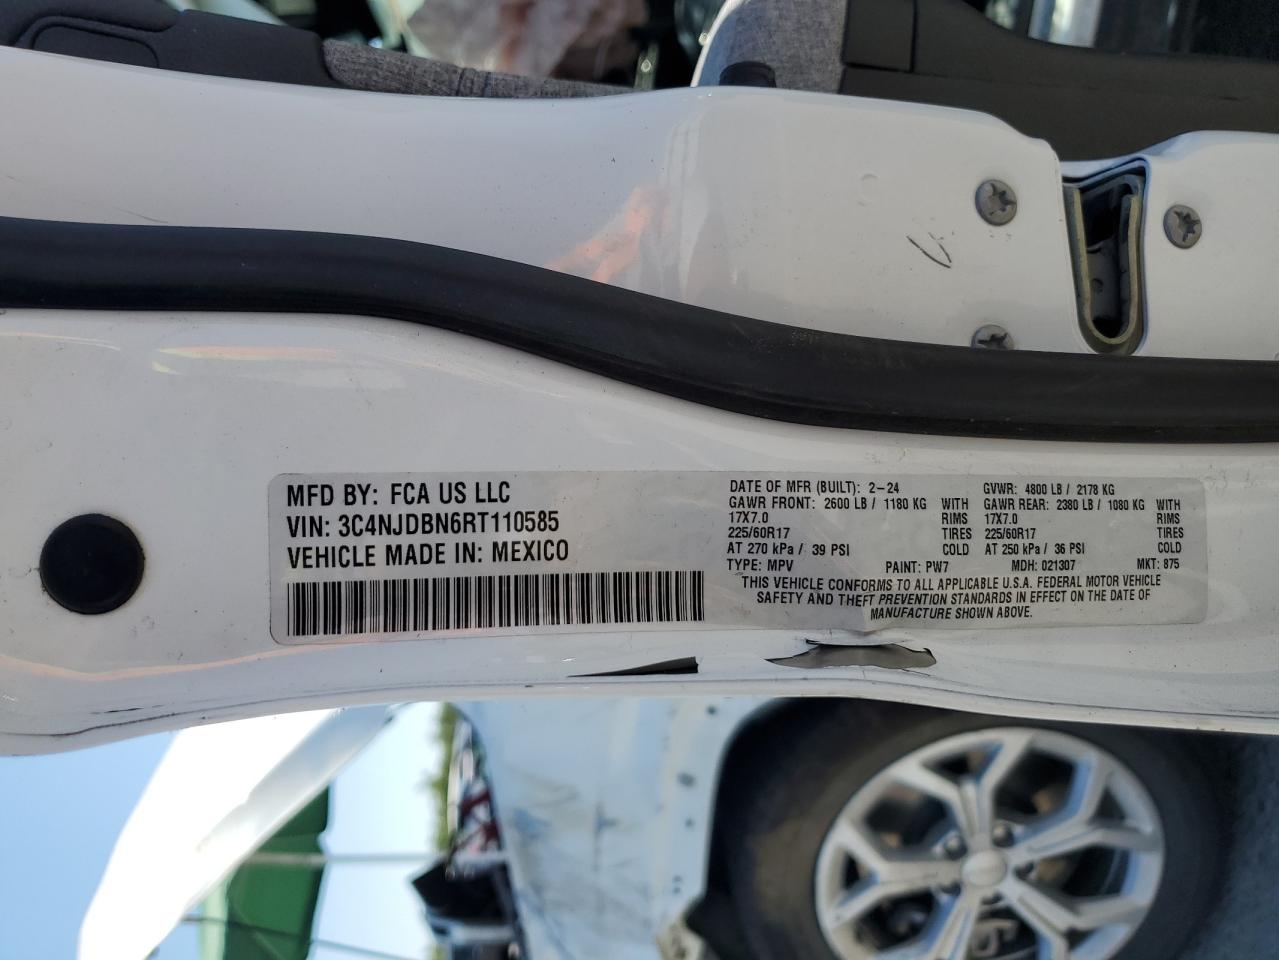 MFD BY: FCA US LLC
VIN: 3C4NJDBN6RT110585
VEHICLE MADE IN: MEXICO
DATE OF MFR (BUILT): 2-24 GVWR: 4800 LB / 2178 KG
GAWR FRONT: 2600 LB / 1180 KG WITH GAWR REAR: 2380 LB / 1080 KG WITH
17X7.0 RIMS 17X7.0 RIMS
225/60R17 TIRES 225/60R17 TIRES
AT 270 kPa / 39 PSI COLD AT 250 kPa / 36 PSI COLD
TYPE: MPV PAINT: PW7 MDH: 021307 MKT: 875
THIS VEHICLE CONFORMS TO ALL APPLICABLE U.S.A. FEDERAL MOTOR VEHICLE
SAFETY AND THEFT PREVENTION STANDARDS IN EFFECT ON THE DATE OF
MANUFACTURE SHOWN ABOVE.